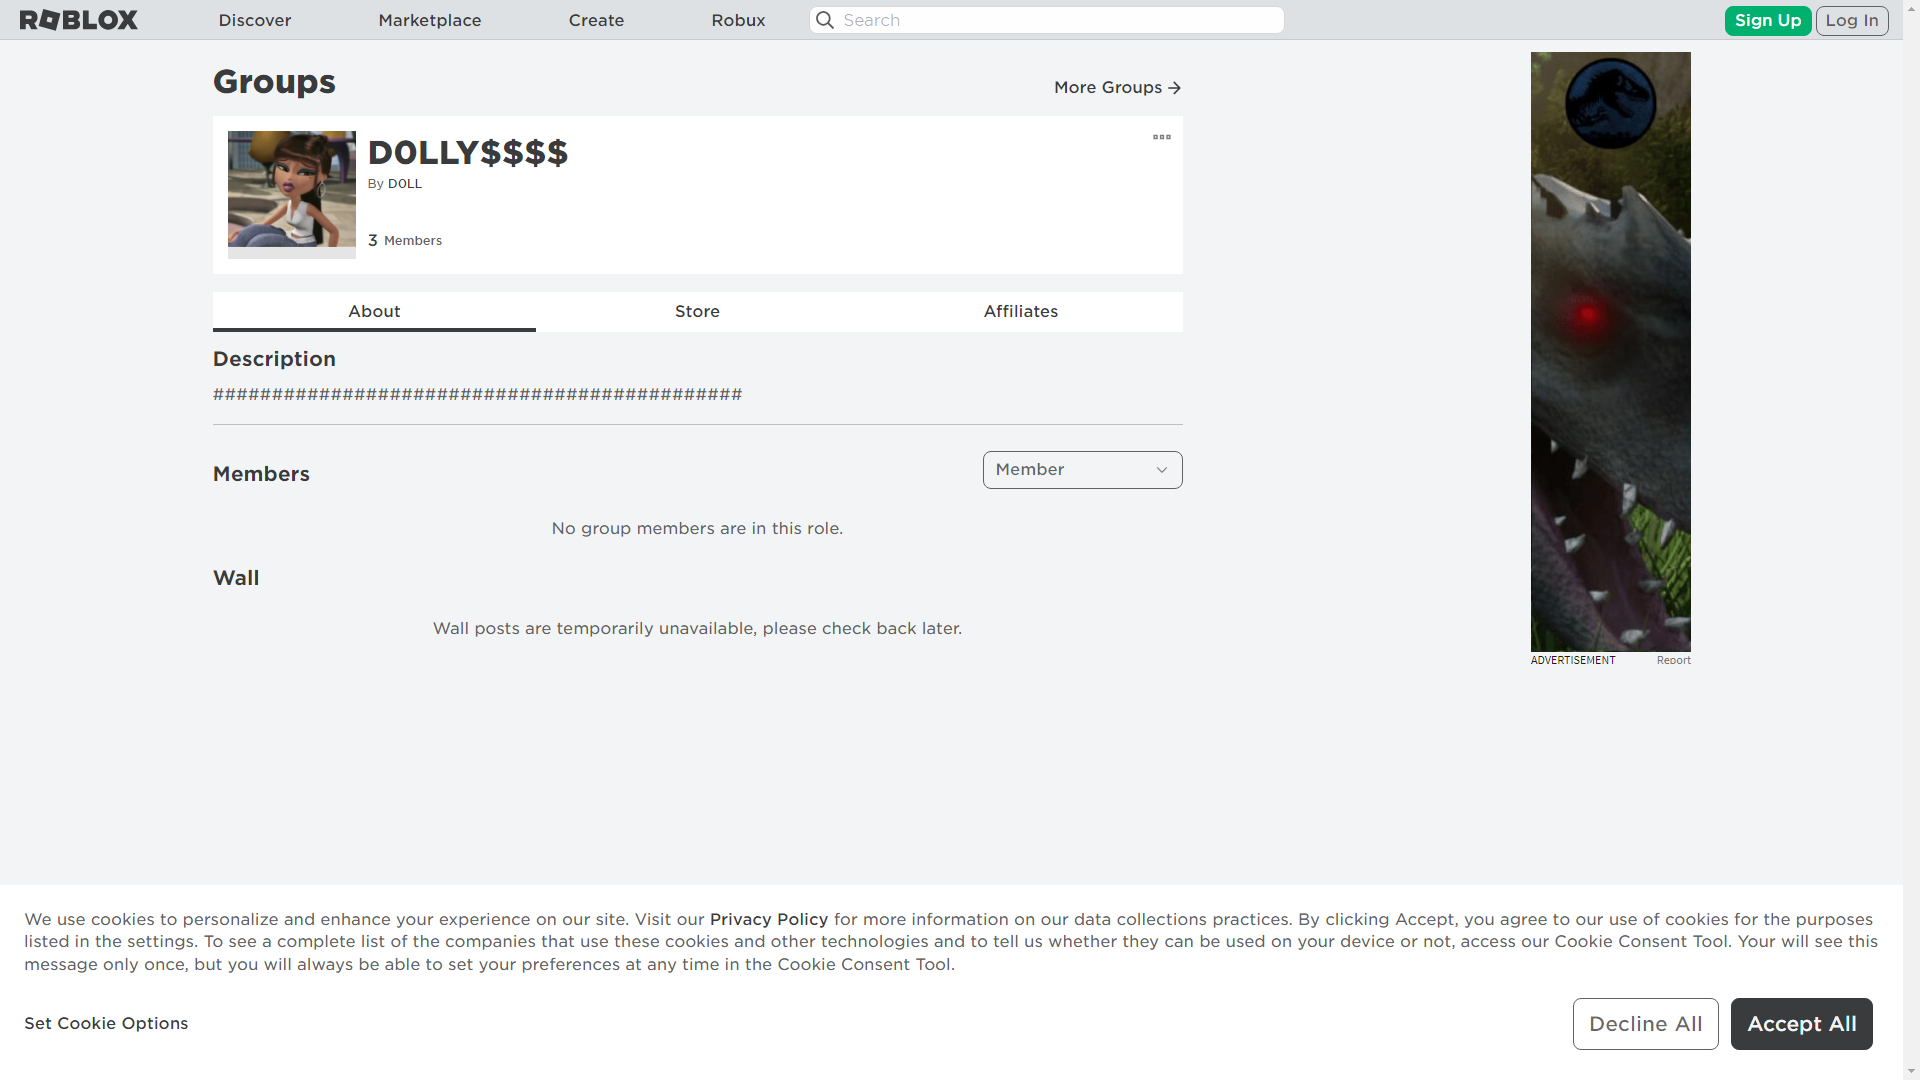 ROBLOX Discover Marketplace Create Robux Search Sign Up Log In
Groups
More Groups
D0LLY$$$$
By D0LL
3 Members
About Store Affiliates
Description
#############################################
Members
Member
No group members are in this role.
Wall
Wall posts are temporarily unavailable, please check back later.
ADVERTISEMENT Report
We use cookies to personalize and enhance your experience on our site. Visit our Privacy Policy for more information on our data collections practices. By clicking Accept, you agree to our use of cookies for the purposes
listed in the settings. To see a complete list of the companies that use these cookies and other technologies and to tell us whether they can be used on your device or not, access our Cookie Consent Tool. Your will see this
message only once, but you will always be able to set your preferences at any time in the Cookie Consent Tool.
Set Cookie Options
Decline All
Accept All